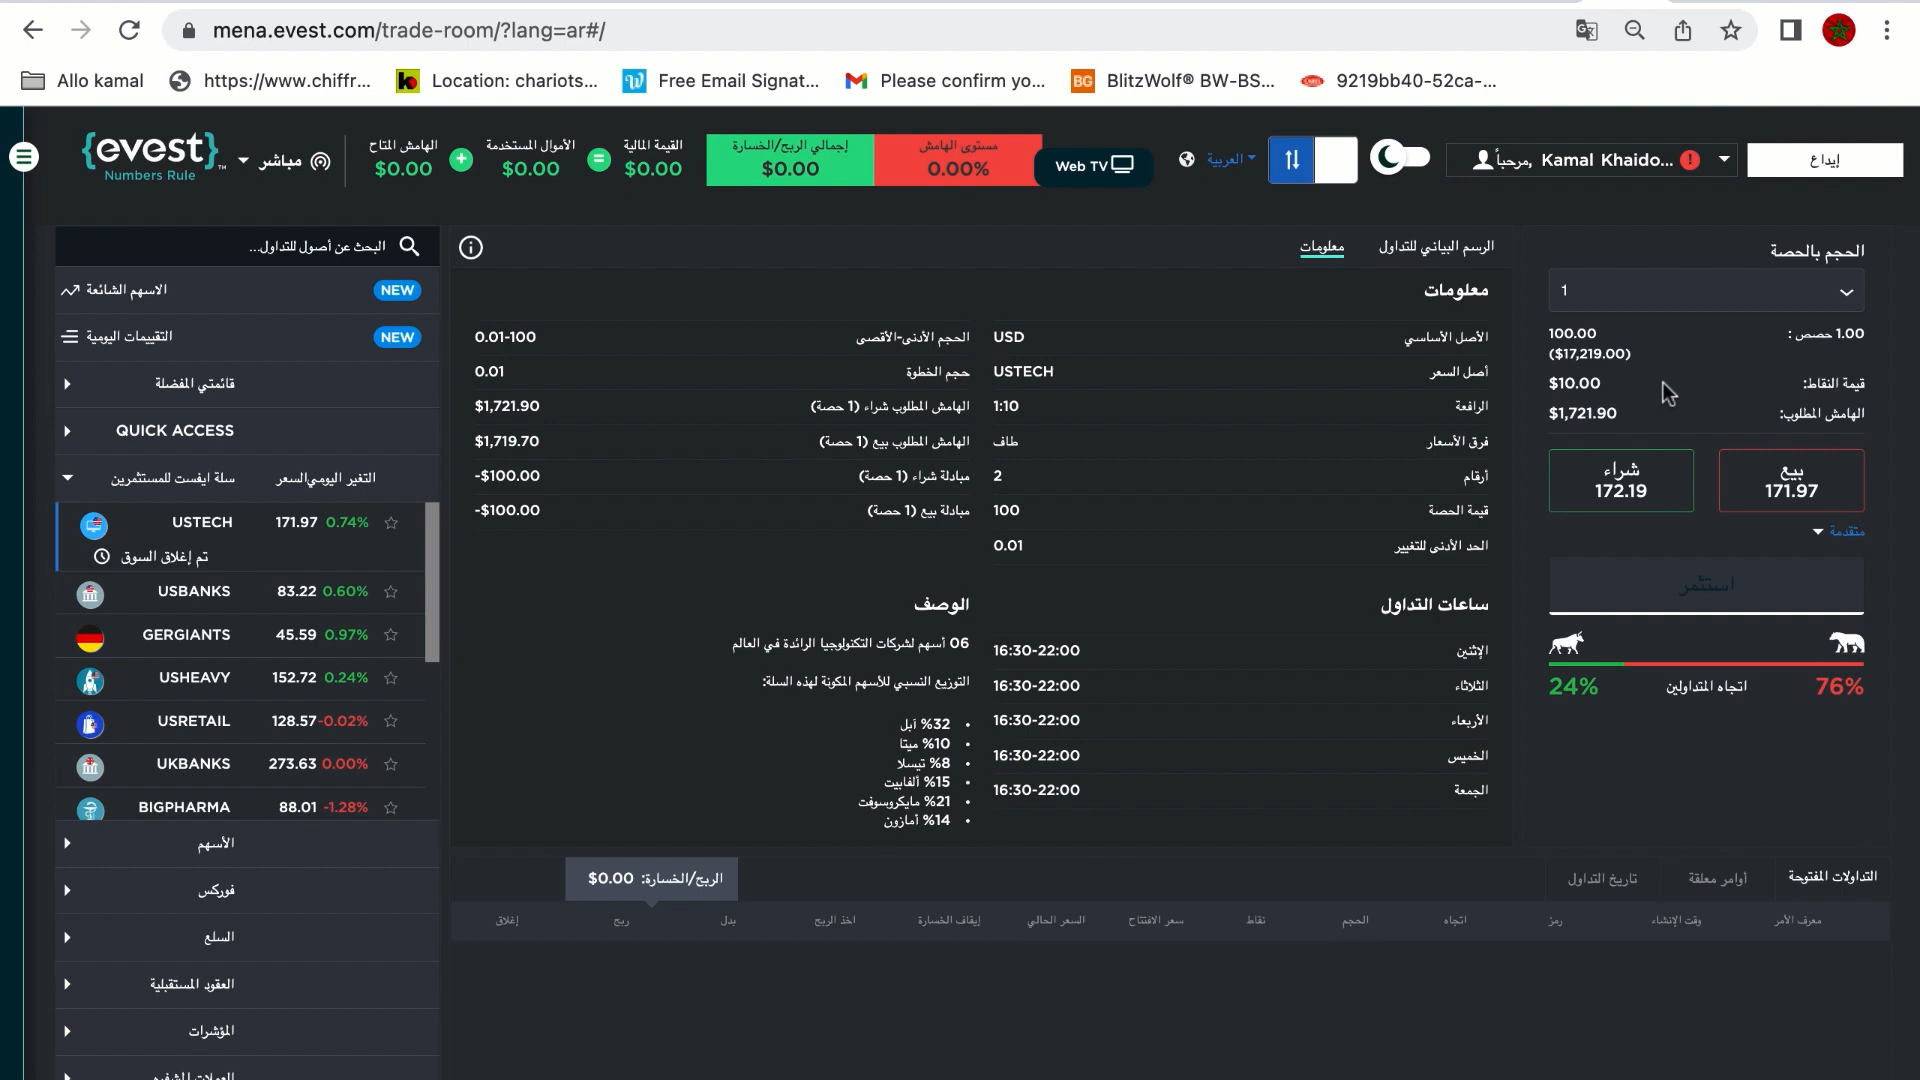 mena.evest.com/trade-room/?lang=ar#/
Allo kamal
https://www.chiffr...
Location: chariots...
Free Email Signat...
Please confirm yo...
BG
BlitzWolf® BW-BS...
9219bb40-52ca-...
{evest}™
Numbers Rule
مباشر
الهامش المتاح
$0.00
الأموال المستخدمة
$0.00
القيمة المالية
$0.00
إجمالي الربح/الخسارة
$0.00
مستوى الهامش
0.00%
Web TV
العربية
مرحباً, Kamal Khaido...
إيداع
البحث عن أصول للتداول...
الاسهم الشائعة NEW
التقييمات اليومية NEW
قائمتي المفضلة
QUICK ACCESS
سلة ايفست للمستثمرين
التغير اليومي السعر
USTECH 171.97 0.74%
تم إغلاق السوق
USBANKS 83.22 0.60%
GERGIANTS 45.59 0.97%
USHEAVY 152.72 0.24%
USRETAIL 128.57 -0.02%
UKBANKS 273.63 0.00%
BIGPHARMA 88.01 -1.28%
الأسهم
فوركس
السلع
العقود المستقبلية
المؤشرات
الرسم البياني للتداول
معلومات
معلومات
الأصل الأساسي USD
أصل السعر USTECH
الرافعة 1:10
فرق الأسعار طاف
أرقام 2
قيمة الحصة 100
الحد الأدنى للتغيير 0.01
الحجم الأدنى-الأقصى 0.01-100
حجم الخطوة 0.01
الهامش المطلوب شراء (1 حصة) $1,721.90
الهامش المطلوب بيع (1 حصة) $1,719.70
مبادلة شراء (1 حصة) -$100.00
مبادلة بيع (1 حصة) -$100.00
ساعات التداول
الإثنين 16:30-22:00
الثلاثاء 16:30-22:00
الأربعاء 16:30-22:00
الخميس 16:30-22:00
الجمعة 16:30-22:00
الوصف
06 أسهم لشركات التكنولوجيا الرائدة في العالم
التوزيع النسبي للأسهم المكونة لهذه السلة:
• 32% أبل
• 10% ميتا
• 8% تيسلا
• 15% ألفابيت
• 21% مايكروسوفت
• 14% أمازون
الحجم بالحصة
1
1.00 حصص : 100.00
($17,219.00)
قيمة النقاط: $10.00
الهامش المطلوب: $1,721.90
بيع
171.97
شراء
172.19
متقدمة
استثمر
24% اتجاه المتداولين 76%
التداولات المفتوحة
أوامر معلقة
تاريخ التداول
الربح/الخسارة: $0.00
معرف الأمر
وقت الإنشاء
رمز
اتجاه
الحجم
نقاط
سعر الافتتاح
السعر الحالي
إيقاف الخسارة
اخذ الربح
بدل
ربح
إغلاق